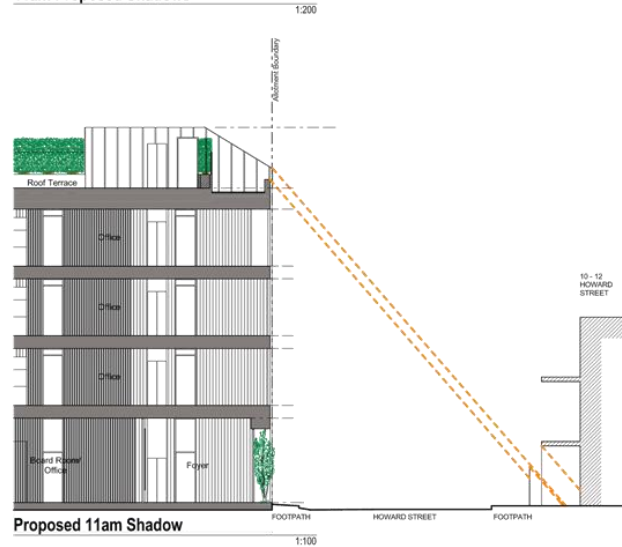 1:200
Allotment Boundary
Roof Terrace
Office
Office
Office
10 - 12
HOWARD
STREET
Board Room/
Office
Foyer
FOOTPATH
HOWARD STREET
FOOTPATH
Proposed 11am Shadow
1:100